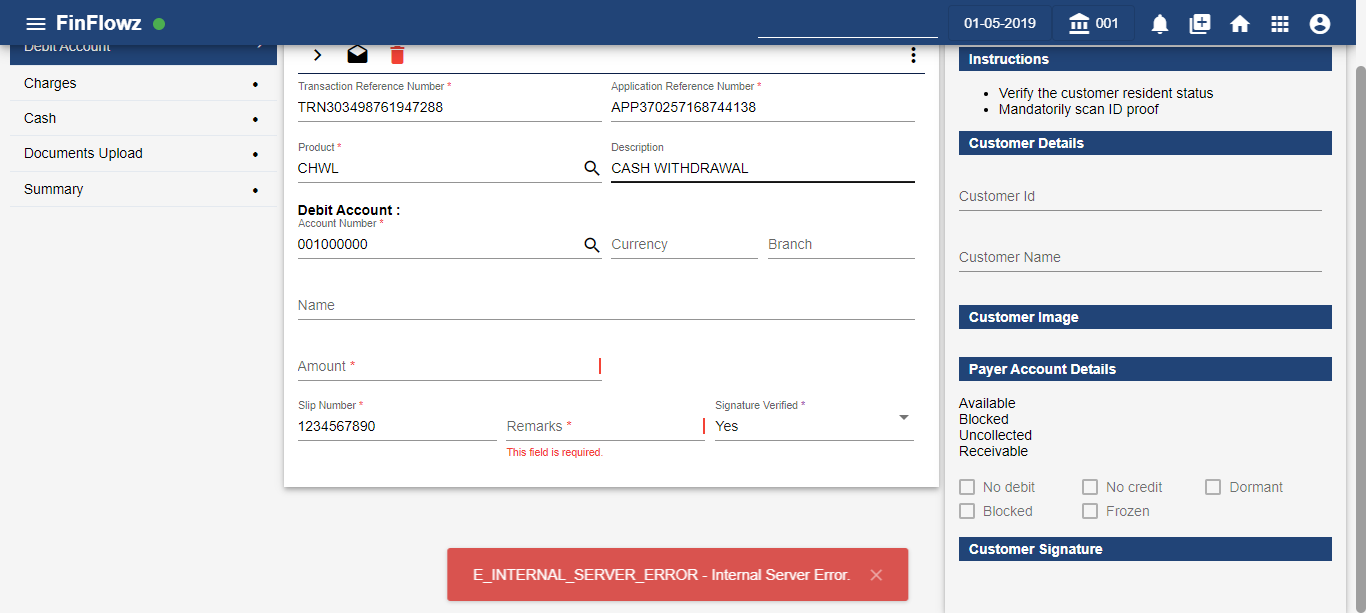 FinFlowz
01-05-2019
001
Debit Account
Charges
Cash
Documents Upload
Summary
Transaction Reference Number *
Application Reference Number *
TRN303498761947288
APP370257168744138
Product *
Description
CHWL
CASH WITHDRAWAL
Debit Account :
Account Number *
001000000
Currency
Branch
Name
Amount *
Slip Number *
Signature Verified *
1234567890
Remarks *
Yes
This field is required.
E_INTERNAL_SERVER_ERROR - Internal Server Error.
Instructions
• Verify the customer resident status
• Mandatorily scan ID proof
Customer Details
Customer Id
Customer Name
Customer Image
Payer Account Details
Available
Blocked
Uncollected
Receivable
No debit
No credit
Dormant
Blocked
Frozen
Customer Signature